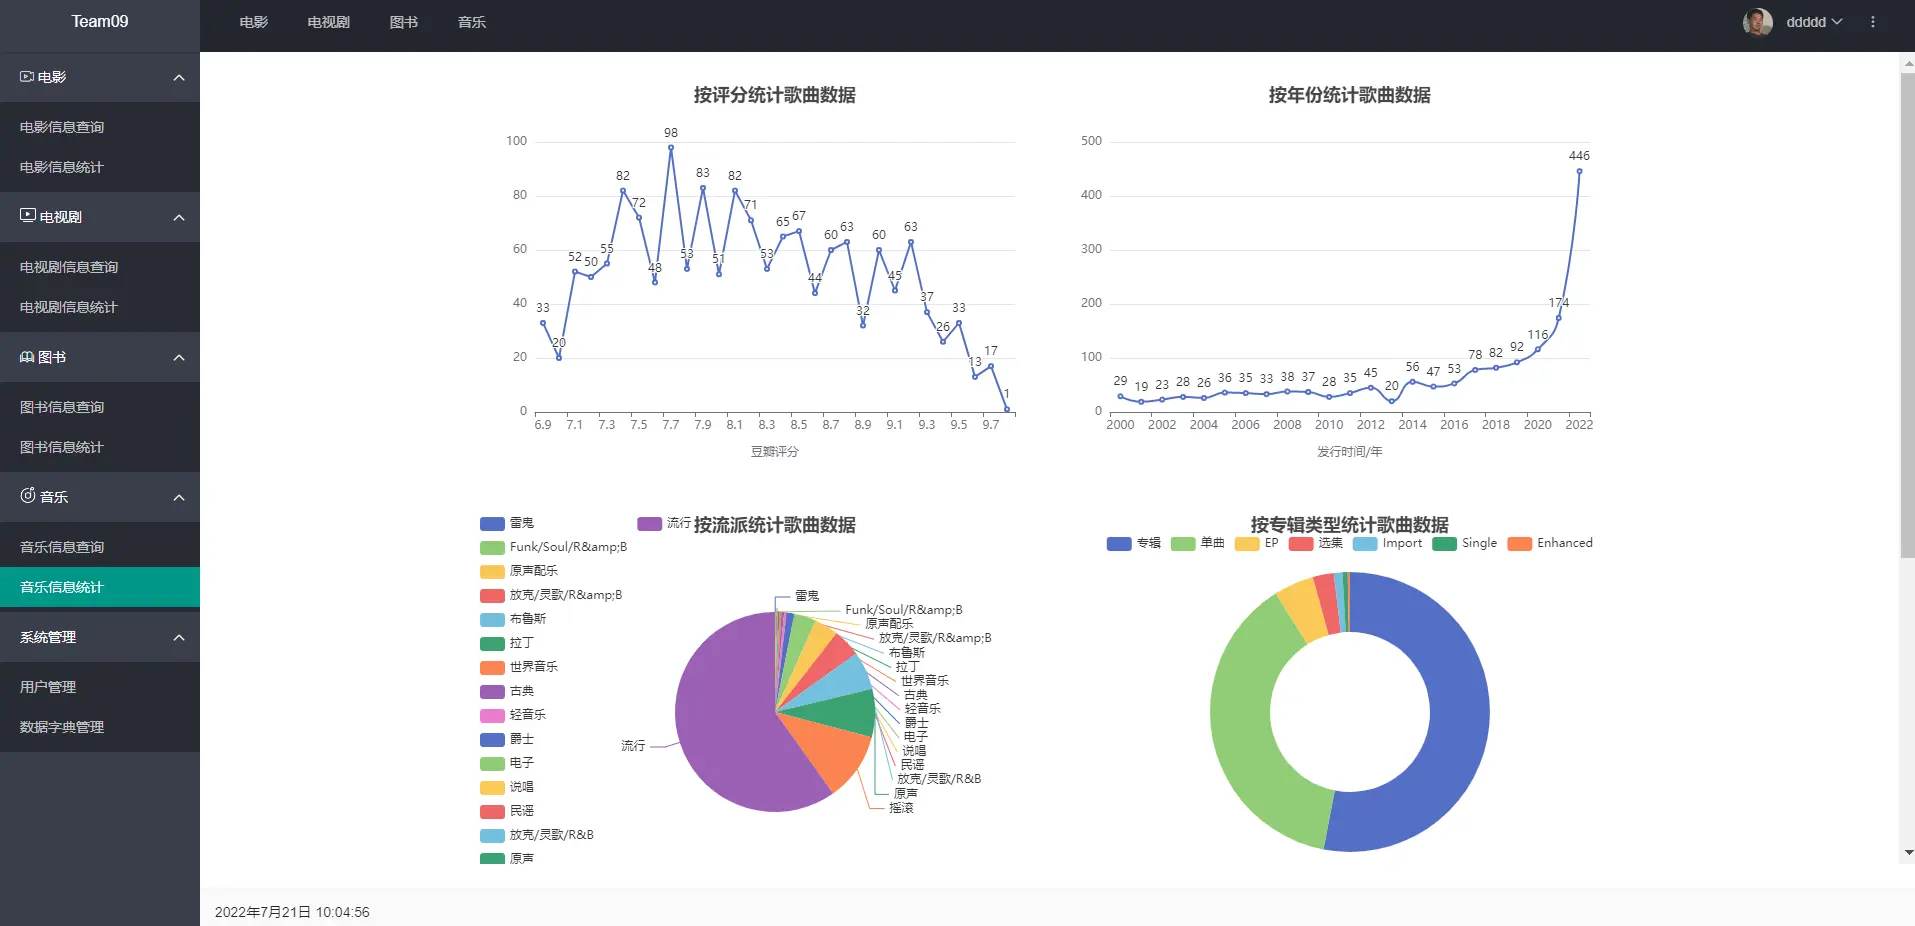 Team09
电影
电视剧
图书
音乐
ddddd
电影
电影信息查询
电影信息统计
电视剧
电视剧信息查询
电视剧信息统计
图书
图书信息查询
图书信息统计
音乐
音乐信息查询
音乐信息统计
系统管理
用户管理
数据字典管理
按评分统计歌曲数据
100
80
60
40
20
0
33
20
52
50
55
82
72
48
98
53
83
51
82
71
53
65
67
44
60
63
32
60
45
63
37
26
33
13
17
1
6.9 7.1 7.3 7.5 7.7 7.9 8.1 8.3 8.5 8.7 8.9 9.1 9.3 9.5 9.7
豆瓣评分
按年份统计歌曲数据
500
400
300
200
100
0
29
19
23
28
26
36
35
33
38
37
28
35
45
20
56
47
53
78
82
92
116
174
446
2000 2002 2004 2006 2008 2010 2012 2014 2016 2018 2020 2022
发行时间/年
按流派统计歌曲数据
雷鬼
Funk/Soul/R&amp;B
原声配乐
放克/灵歌/R&amp;B
布鲁斯
拉丁
世界音乐
古典
轻音乐
爵士
电子
说唱
民谣
放克/灵歌/R&B
原声
流行
雷鬼
Funk/Soul/R&amp;B
原声配乐
放克/灵歌/R&amp;B
布鲁斯
拉丁
世界音乐
古典
轻音乐
爵士
电子
说唱
民谣
放克/灵歌/R&B
原声
摇滚
流行
按专辑类型统计歌曲数据
专辑 单曲 EP 选集 Import Single Enhanced
2022年7月21日 10:04:56